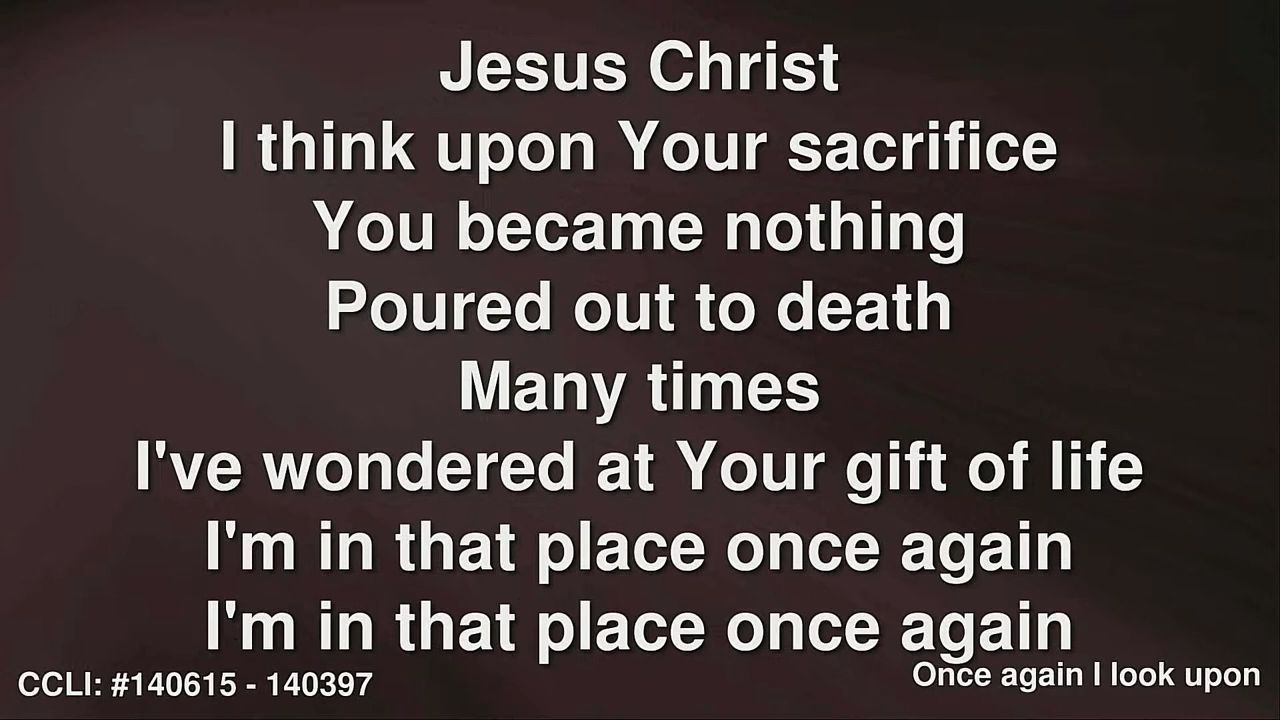 Jesus Christ
I think upon Your sacrifice
You became nothing
Poured out to death
Many times
I've wondered at Your gift of life
I'm in that place once again
I'm in that place once again
Once again I look upon
CCLI: #140615 - 140397